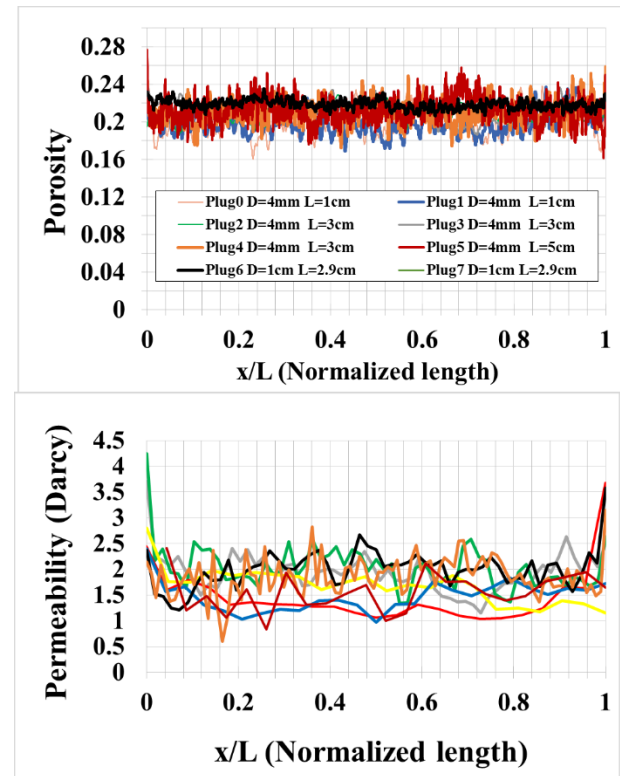 0.28
0.24
0.2
0.16
0.12
0.08
0.04
0
Porosity
Plug0 D=4mm L=1cm
Plug1 D=4mm L=1cm
Plug2 D=4mm L=3cm
Plug3 D=4mm L=3cm
Plug4 D=4mm L=3cm
Plug5 D=4mm L=5cm
Plug6 D=1cm L=2.9cm
Plug7 D=1cm L=2.9cm
0 0.2 0.4 0.6 0.8 1
x/L (Normalized length)
Permeability (Darcy)
4.5
4
3.5
3
2.5
2
1.5
1
0.5
0
0 0.2 0.4 0.6 0.8 1
x/L (Normalized length)